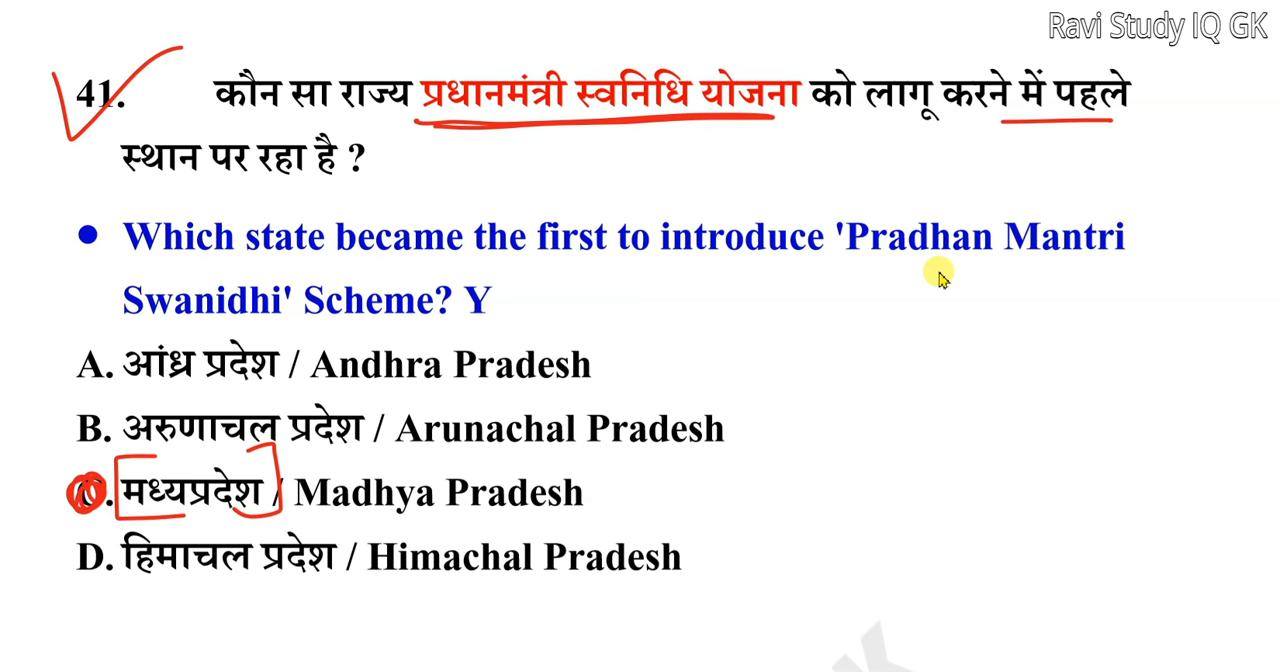 Ravi Study IQ GK
41. कौन सा राज्य प्रधानमंत्री स्वनिधि योजना को लागू करने में पहले
स्थान पर रहा है ?
• Which state became the first to introduce 'Pradhan Mantri
Swanidhi' Scheme? Y
A. आंध्र प्रदेश / Andhra Pradesh
B. अरुणाचल प्रदेश / Arunachal Pradesh
C. मध्यप्रदेश / Madhya Pradesh
D. हिमाचल प्रदेश / Himachal Pradesh
K